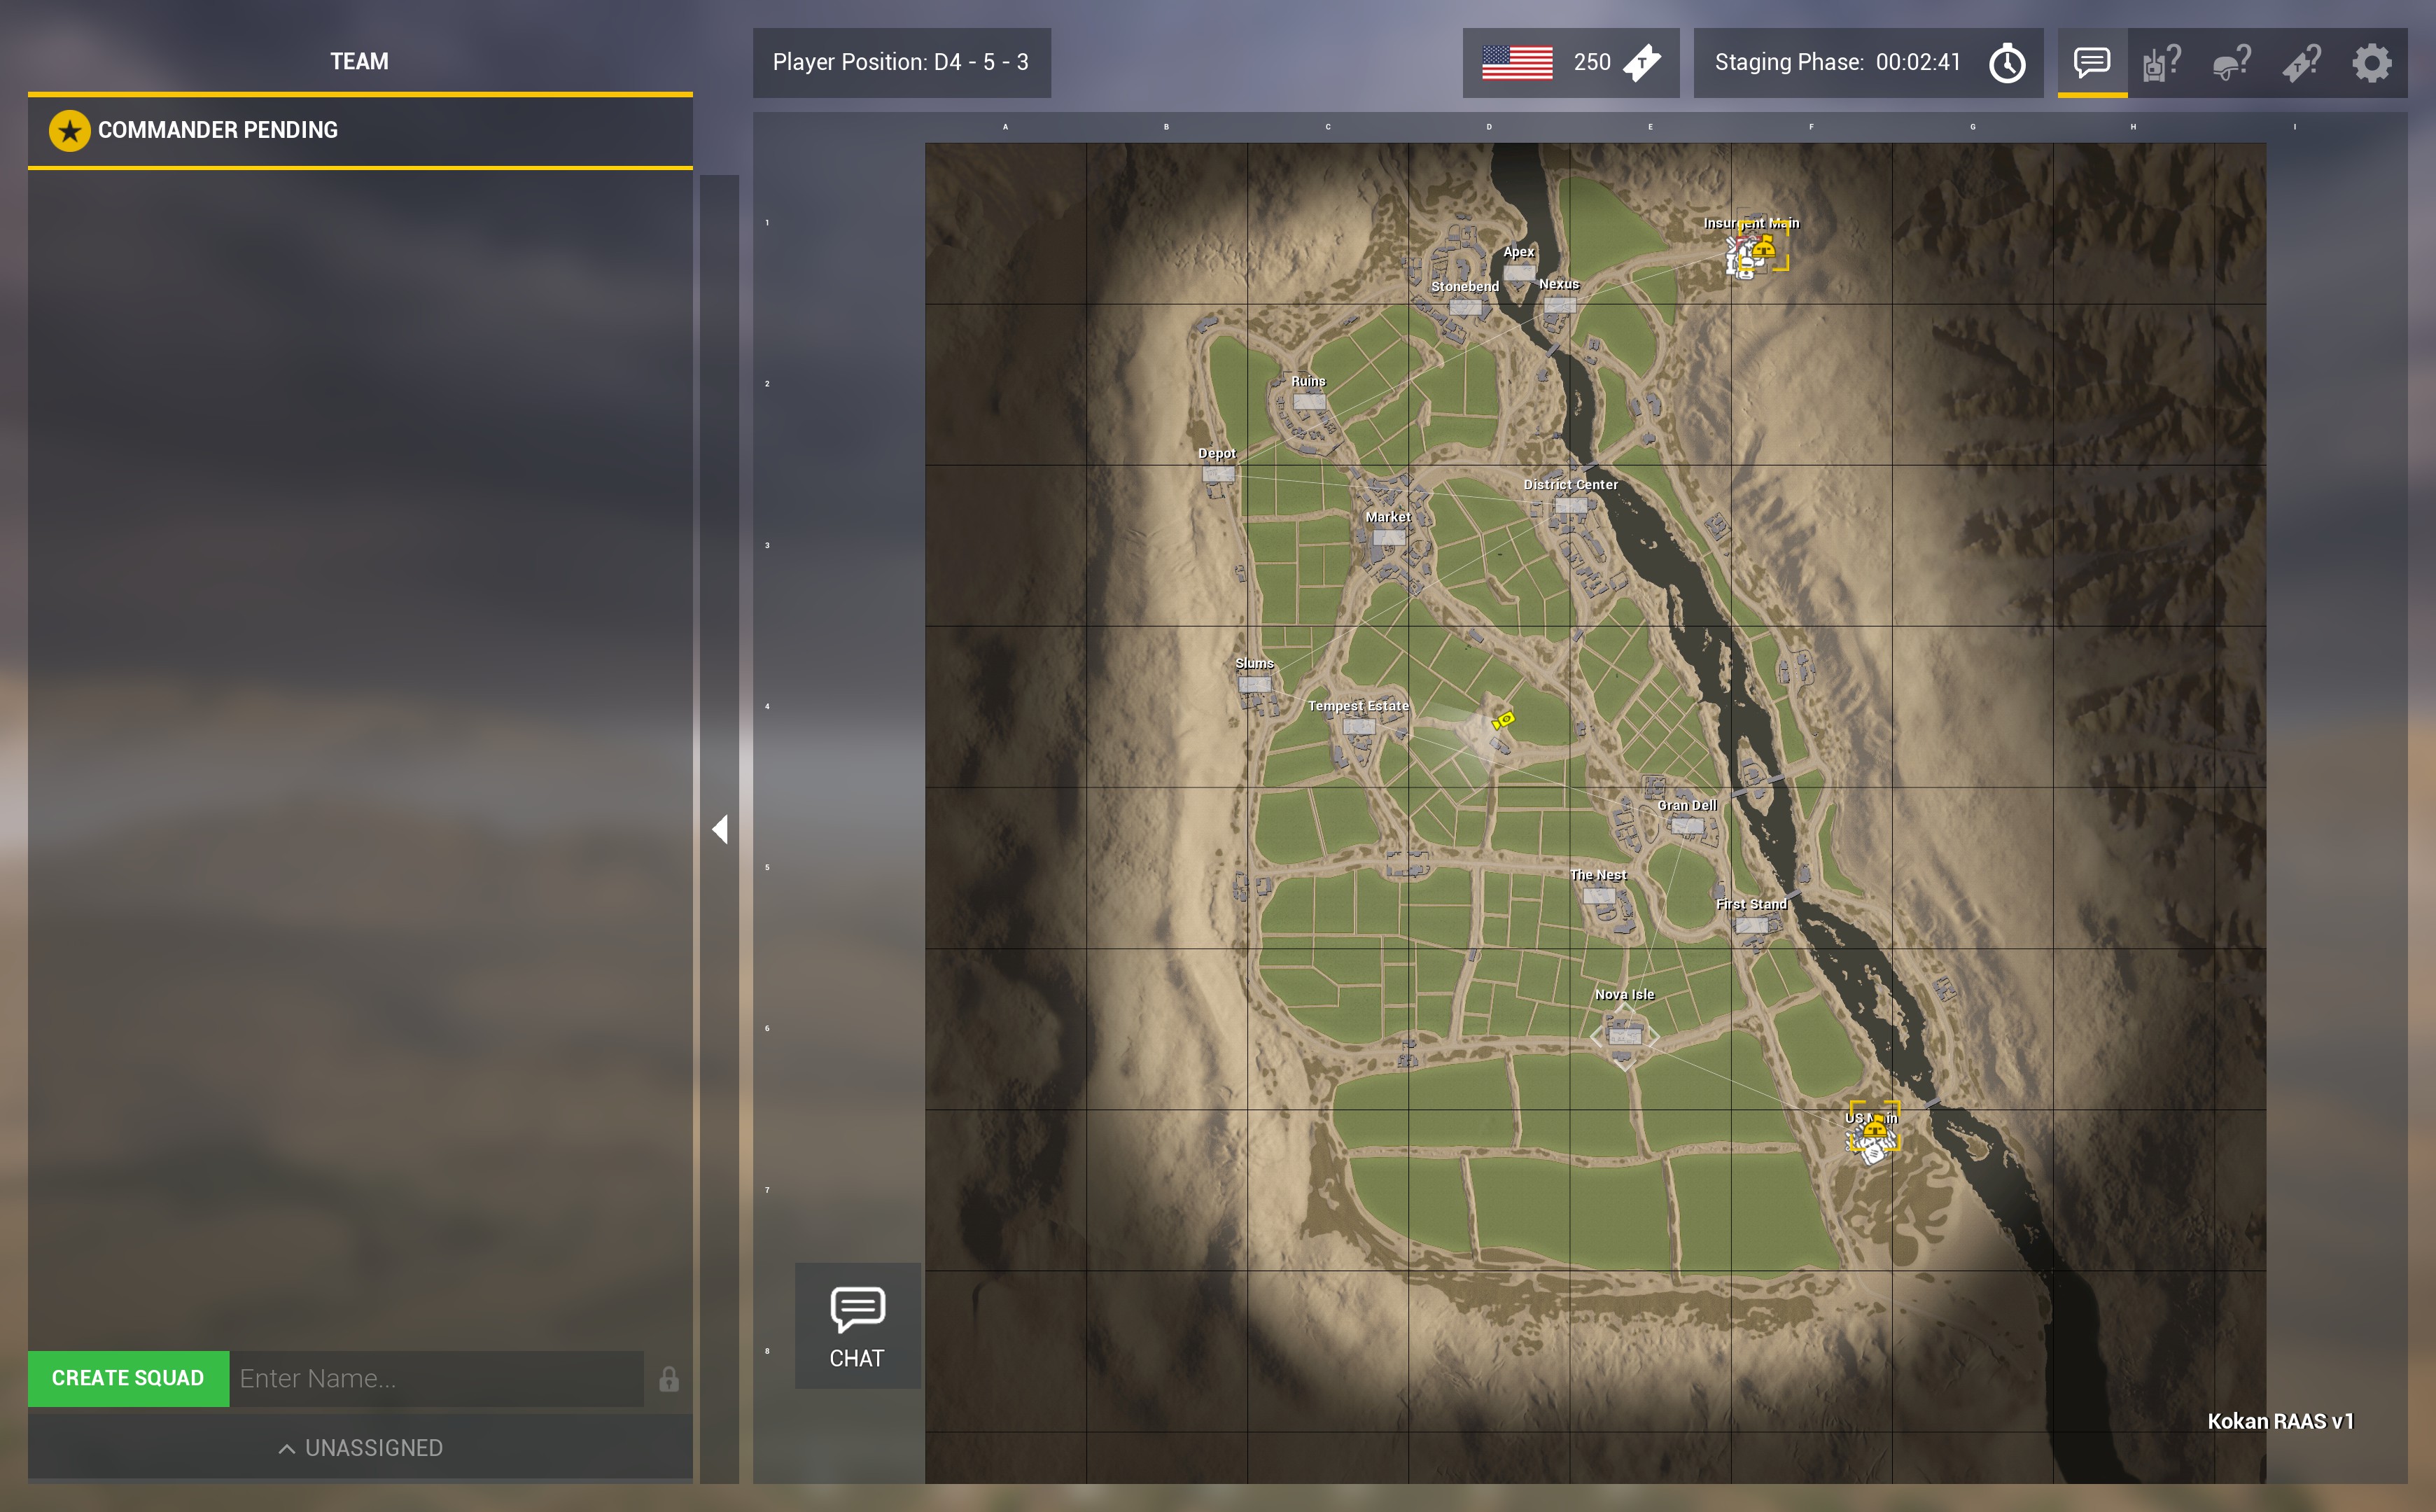 TEAM
Player Position: D4 - 5 - 3
250
Staging Phase: 00:02:41
COMMANDER PENDING
A B C D E F G H I
1
Insurgent Main
Apex
Stonebend
Nexus
2
Ruins
Depot
District Center
Market
3
Slums
4
Tempest Estate
Gran Dell
5
The Nest
First Stand
Nova Isle
6
US Main
7
8
CHAT
CREATE SQUAD
Enter Name...
Kokan RAAS v1
UNASSIGNED